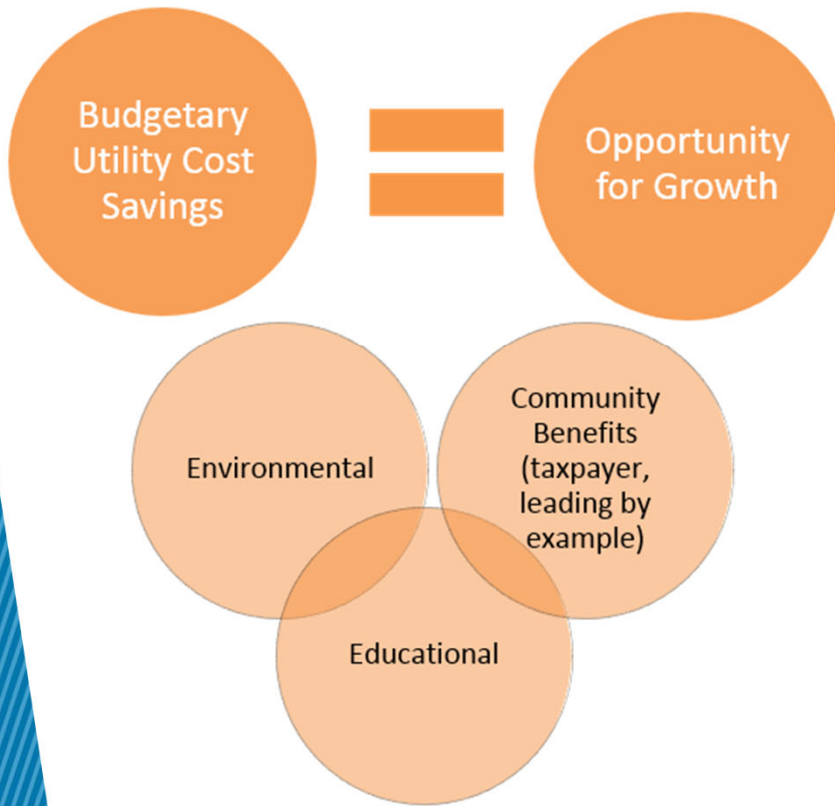 Budgetary
Utility Cost
Savings
Opportunity
for Growth
Environmental
Community
Benefits
(taxpayer,
leading by
example)
Educational